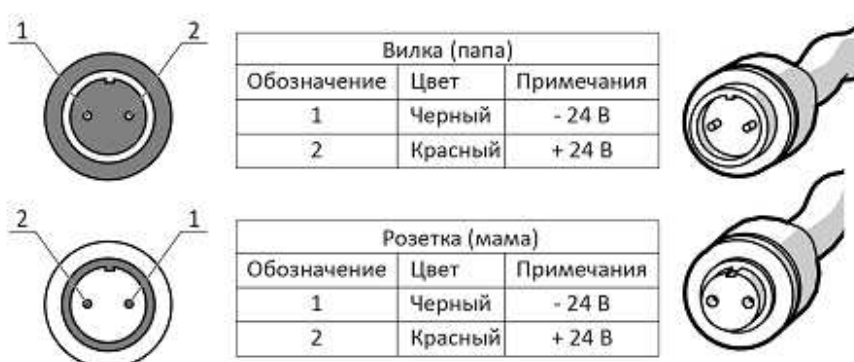 1 2
Вилка (папа)
Обозначение Цвет Примечания
1 Черный - 24 В
2 Красный + 24 В
2 1
Розетка (мама)
Обозначение Цвет Примечания
1 Черный - 24 В
2 Красный + 24 В